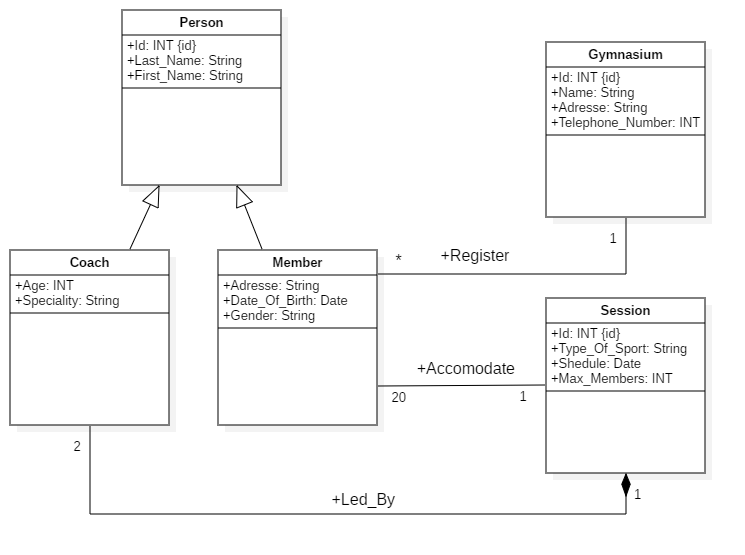 Person
+Id: INT {id}
+Last_Name: String
+First_Name: String
Gymnasium
+Id: INT {id}
+Name: String
+Adresse: String
+Telephone_Number: INT
Coach
+Age: INT
+Speciality: String
Member
+Adresse: String
+Date_Of_Birth: Date
+Gender: String
* +Register 1
Session
+Id: INT {id}
+Type_Of_Sport: String
+Shedule: Date
+Max_Members: INT
+Accomodate
20 1
2 +Led_By 1